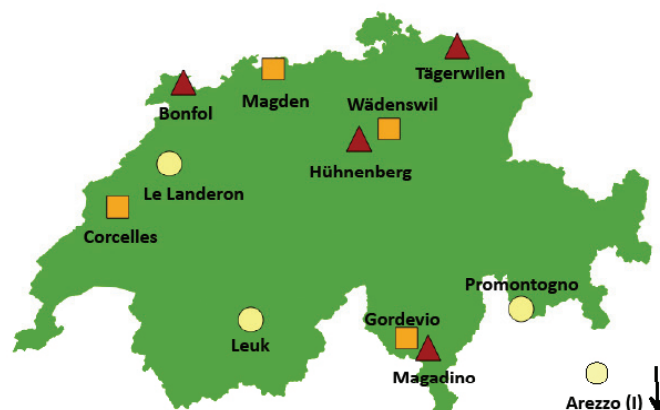 Tägerwilen
Bonfol
Magden
Wädenswil
Hühnenberg
Le Landeron
Corcelles
Promontogno
Gordevio
Leuk
Magadino
Arezzo (I)